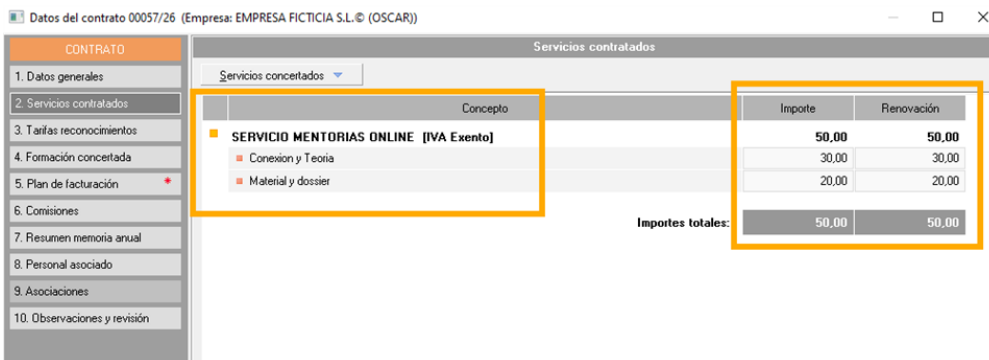 Datos del contrato 00057/26 (Empresa: EMPRESA FICTICIA S.L.© (OSCAR))
CONTRATO
1. Datos generales
2. Servicios contratados
3. Tarifas reconocimientos
4. Formación concertada
5. Plan de facturación *
6. Comisiones
7. Resumen memoria anual
8. Personal asociado
9. Asociaciones
10. Observaciones y revisión
Servicios contratados
Servicios concertados
Concepto Importe Renovación
SERVICIO MENTORIAS ONLINE [IVA Exento] 50,00 50,00
Conexion y Teoria 30,00 30,00
Material y dossier 20,00 20,00
Importes totales: 50,00 50,00